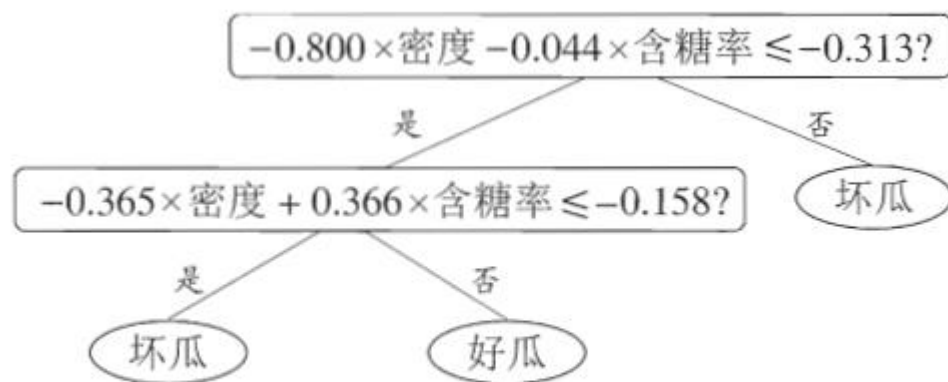 -0.800×密度-0.044×含糖率≤-0.313?
是
否
-0.365×密度+0.366×含糖率≤-0.158?
坏瓜
是
否
坏瓜
好瓜